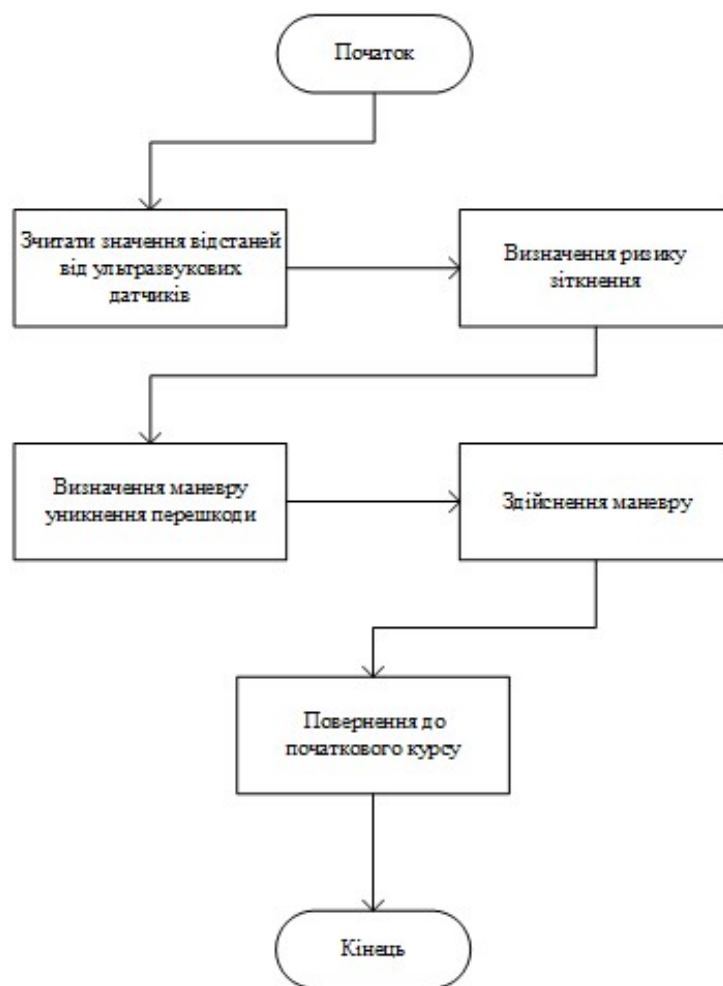 Початок
Зчитати значення відстаней
від ультразвукових
датчиків
Визначення ризику
зіткнення
Визначення маневру
уникнення перешкоди
Здійснення маневру
Повернення до
початкового курсу
Кінець